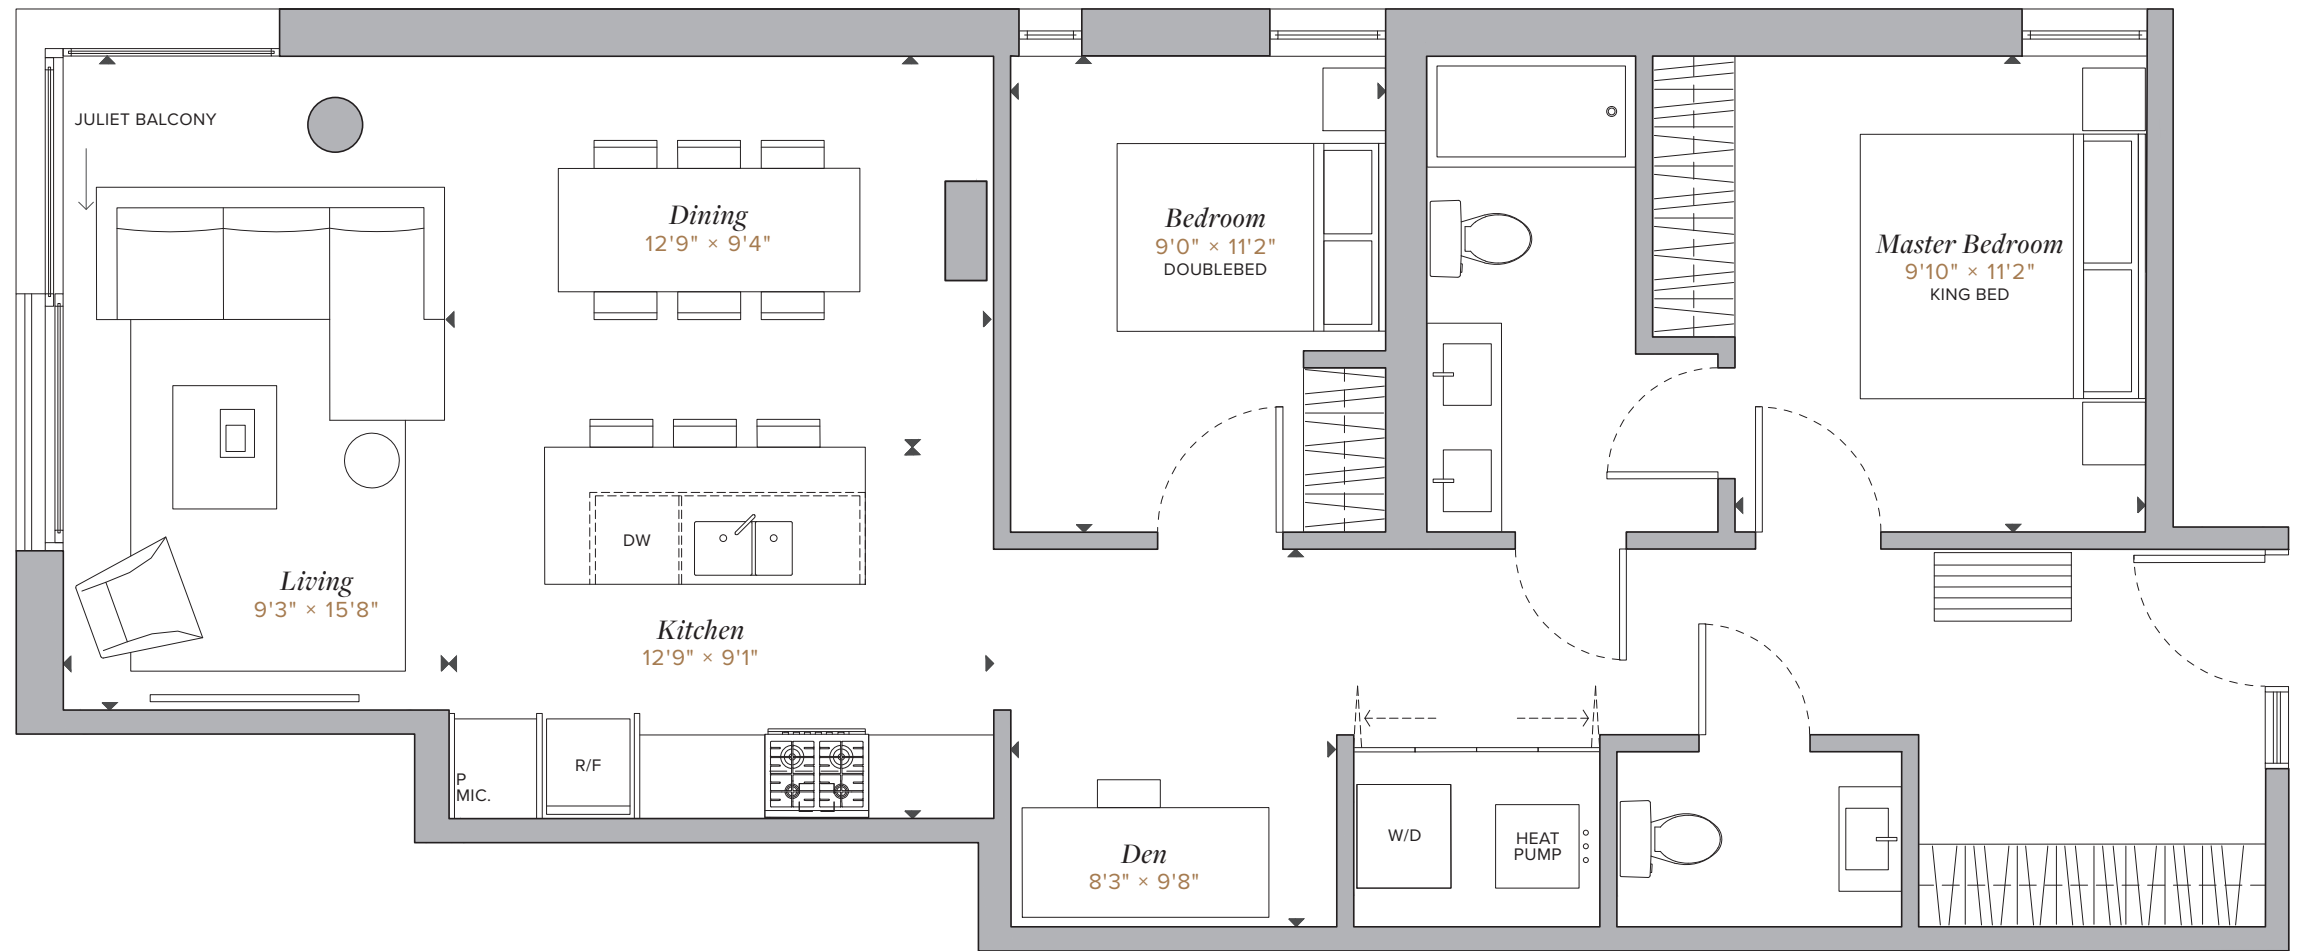 JULIET BALCONY
Dining
12'9" × 9'4"
Bedroom
9'0" × 11'2"
DOUBLEBED
Master Bedroom
9'10" × 11'2"
KING BED
DW
Living
9'3" × 15'8"
Kitchen
12'9" × 9'1"
P
MIC.
R/F
Den
8'3" × 9'8"
W/D
HEAT
PUMP